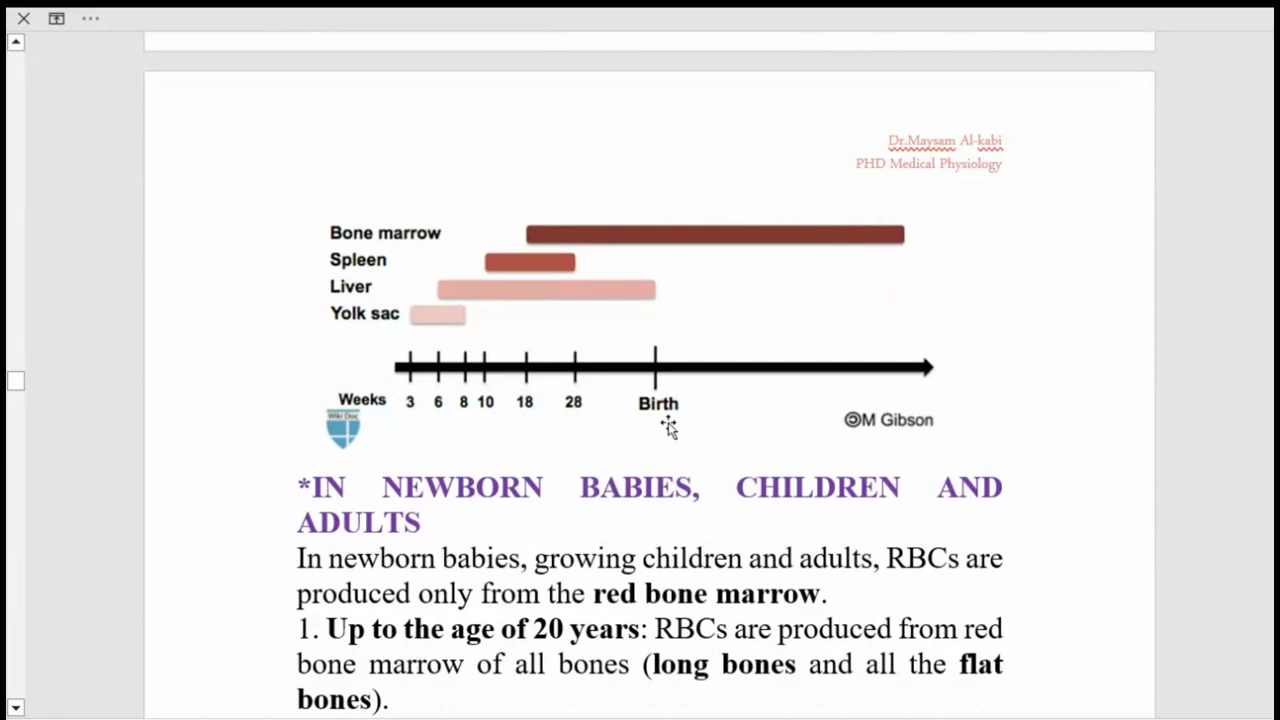 Dr.Maysam Al-kabi
PHD Medical Physiology
Bone marrow
Spleen
Liver
Yolk sac
Weeks 3 6 8 10 18 28 Birth
Wiki Doc
M Gibson
*IN NEWBORN BABIES, CHILDREN AND
ADULTS
In newborn babies, growing children and adults, RBCs are
produced only from the red bone marrow.
1. Up to the age of 20 years: RBCs are produced from red
bone marrow of all bones (long bones and all the flat
bones).